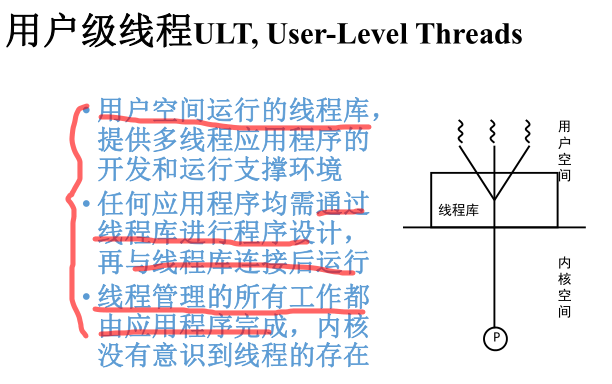 用户级线程ULT, User-Level Threads
• 用户空间运行的线程库，
提供多线程应用程序的
开发和运行支撑环境
• 任何应用程序均需通过
线程库进行程序设计，
再与线程库连接后运行
• 线程管理的所有工作都
由应用程序完成，内核
没有意识到线程的存在
用户空间
线程库
内核空间
P